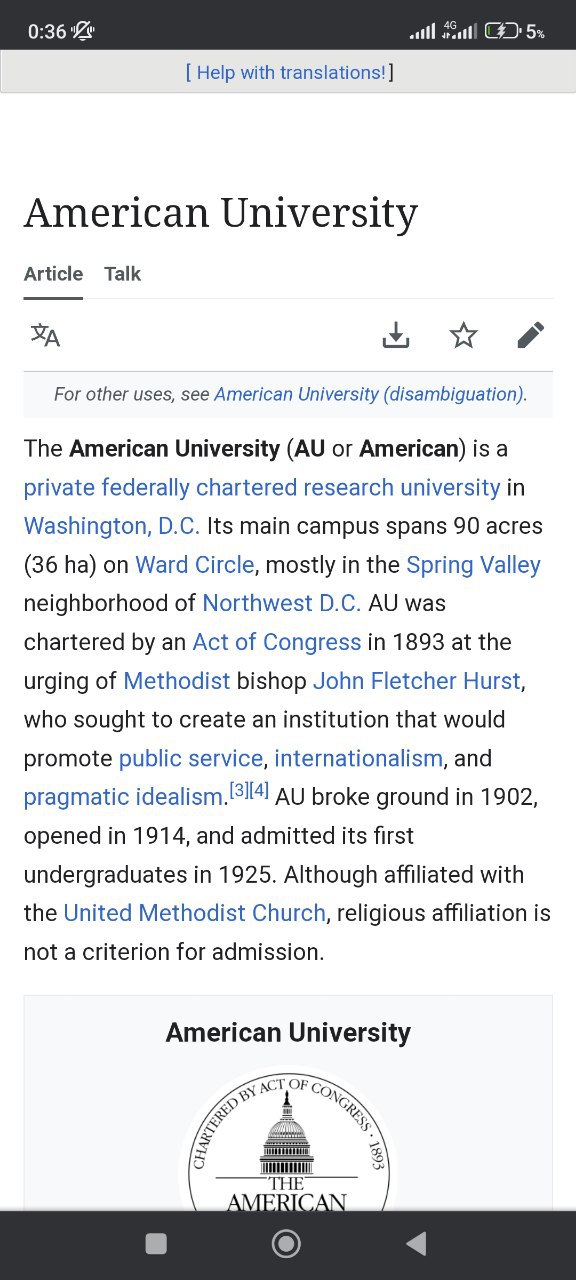 0:36 4G 5%
[ Help with translations! ]
American University
Article Talk
文A
For other uses, see American University (disambiguation).
The American University (AU or American) is a
private federally chartered research university in
Washington, D.C. Its main campus spans 90 acres
(36 ha) on Ward Circle, mostly in the Spring Valley
neighborhood of Northwest D.C. AU was
chartered by an Act of Congress in 1893 at the
urging of Methodist bishop John Fletcher Hurst,
who sought to create an institution that would
promote public service, internationalism, and
pragmatic idealism.[3][4] AU broke ground in 1902,
opened in 1914, and admitted its first
undergraduates in 1925. Although affiliated with
the United Methodist Church, religious affiliation is
not a criterion for admission.
American University
CHARTERED BY ACT OF CONGRESS · 1893
THE
AMERICAN